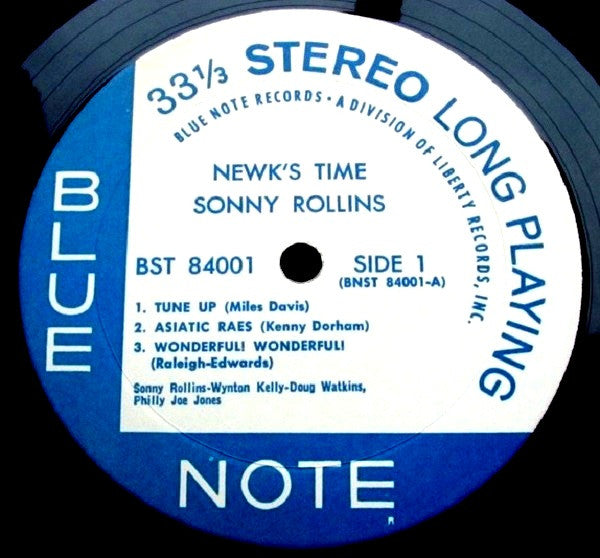 33 1/3 STEREO LONG PLAYING
BLUE NOTE RECORDS • A DIVISION OF LIBERTY RECORDS, INC.
NEWK'S TIME
SONNY ROLLINS
BST 84001
SIDE 1
(BNST 84001-A)
1. TUNE UP (Miles Davis)
2. ASIATIC RAES (Kenny Dorham)
3. WONDERFUL! WONDERFUL!
(Raleigh-Edwards)
Sonny Rollins-Wynton Kelly-Doug Watkins,
Philly Joe Jones
BLUE
NOTE
R